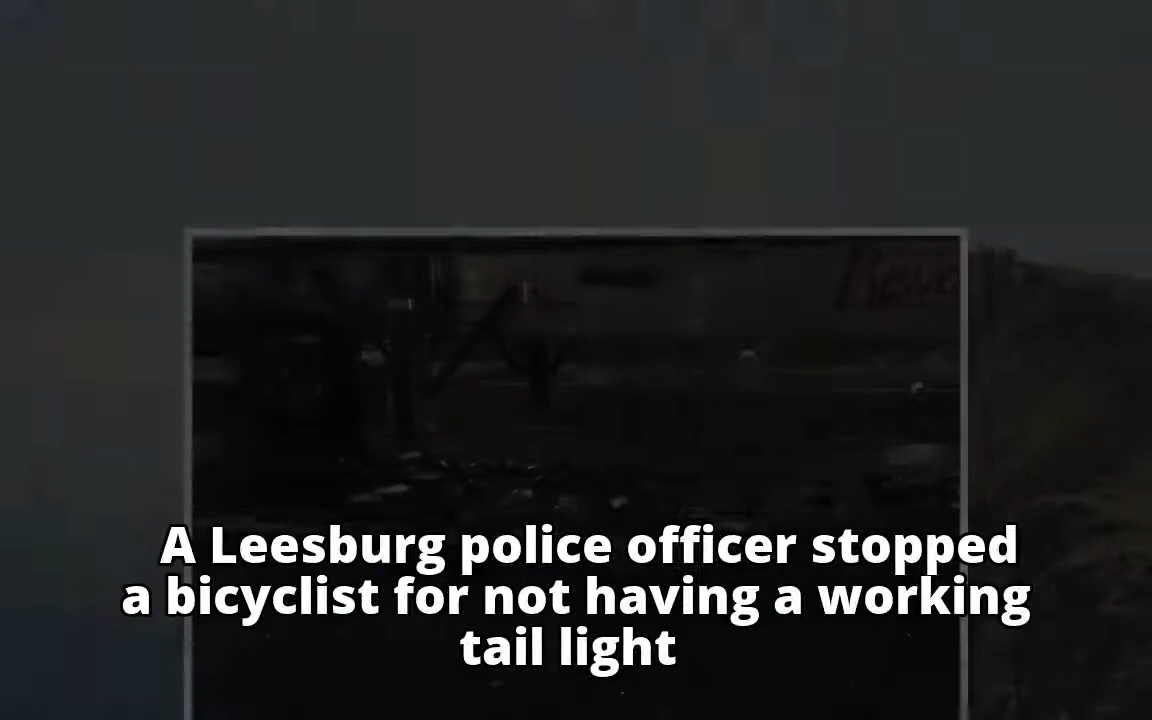 A Leesburg police officer stopped
a bicyclist for not having a working
tail light